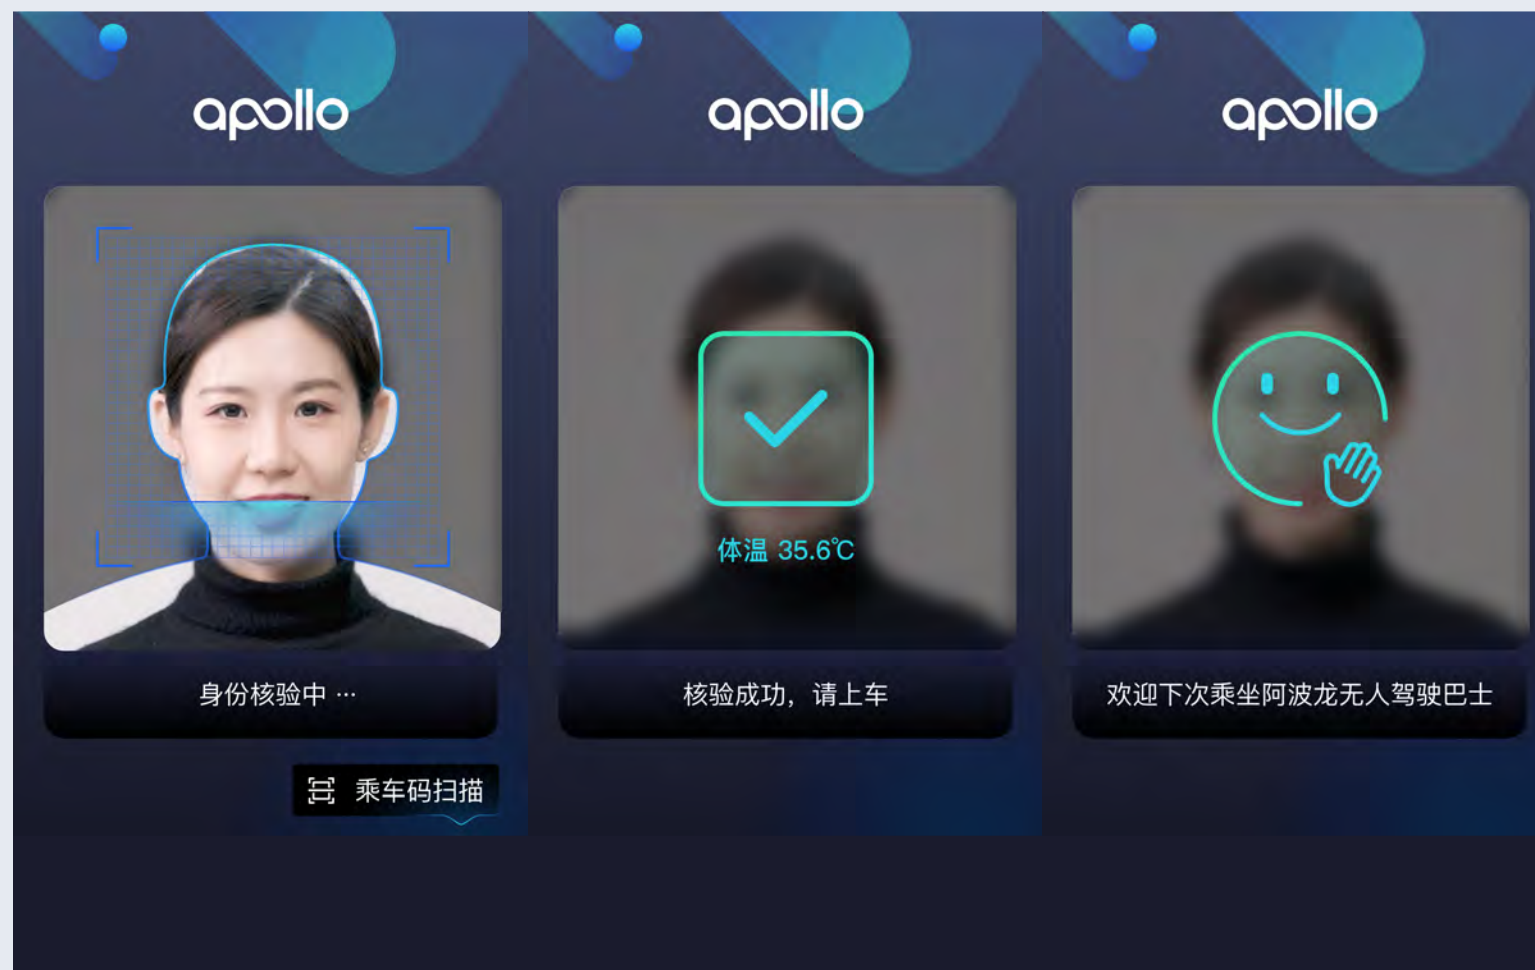 apollo
身份核验中 ···
乘车码扫描
apollo
体温 35.6℃
核验成功，请上车
apollo
欢迎下次乘坐阿波龙无人驾驶巴士